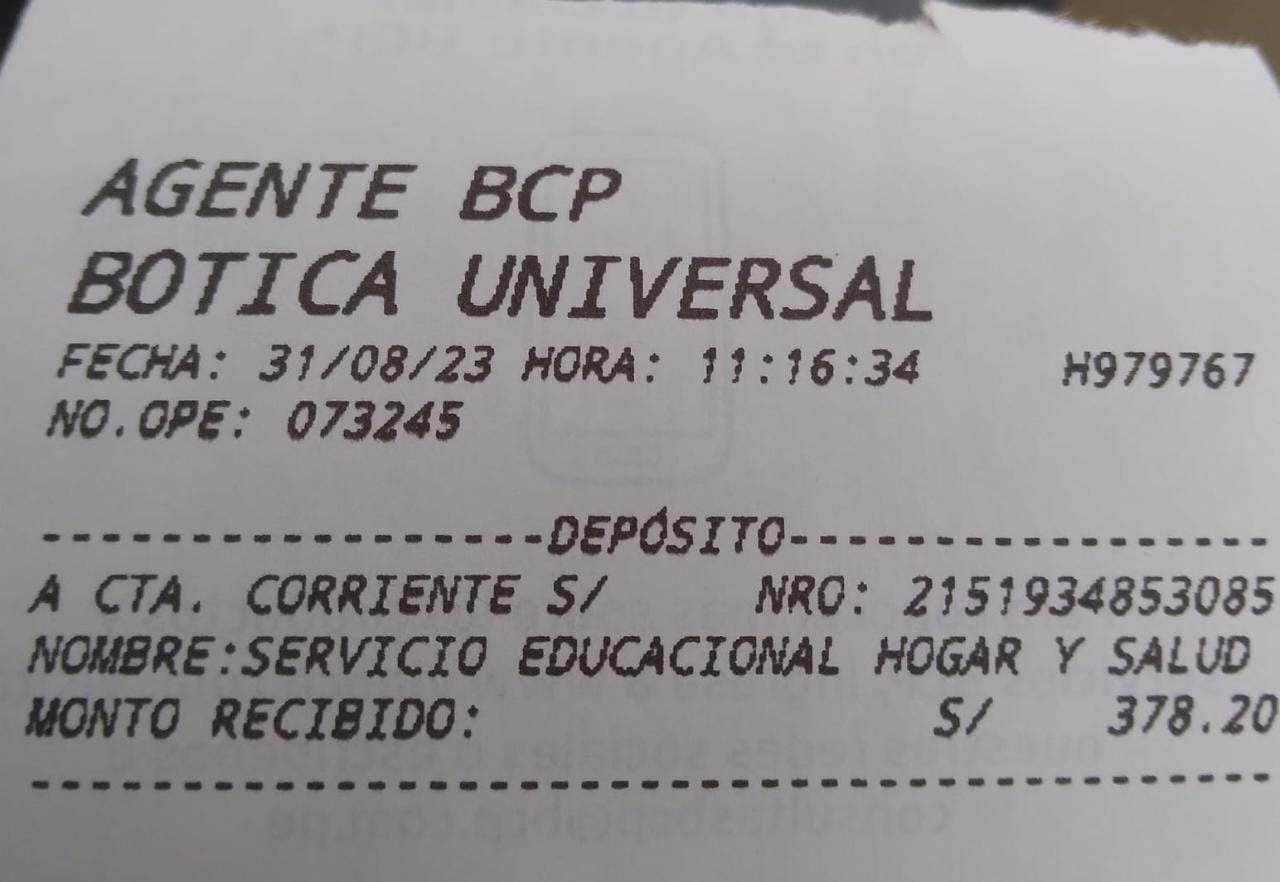 AGENTE BCP
BOTICA UNIVERSAL
FECHA: 31/08/23 HORA: 11:16:34 H979767
NO.OPE: 073245
------------------DEPÓSITO------------------
A CTA. CORRIENTE S/ NRO: 2151934853085
NOMBRE:SERVICIO EDUCACIONAL HOGAR Y SALUD
MONTO RECIBIDO: S/ 378.20
--------------------------------------------